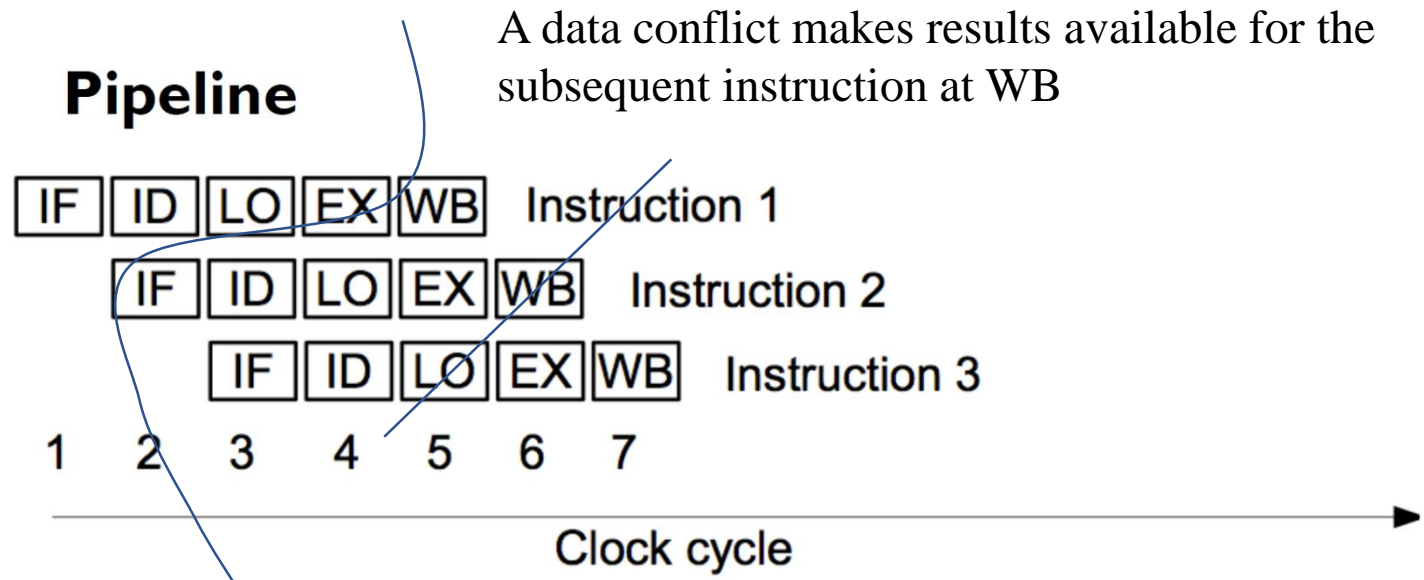 A data conflict makes results available for the
subsequent instruction at WB
Pipeline
IF ID LO EX WB Instruction 1
IF ID LO EX WB Instruction 2
IF ID LO EX WB Instruction 3
1 2 3 4 5 6 7
Clock cycle